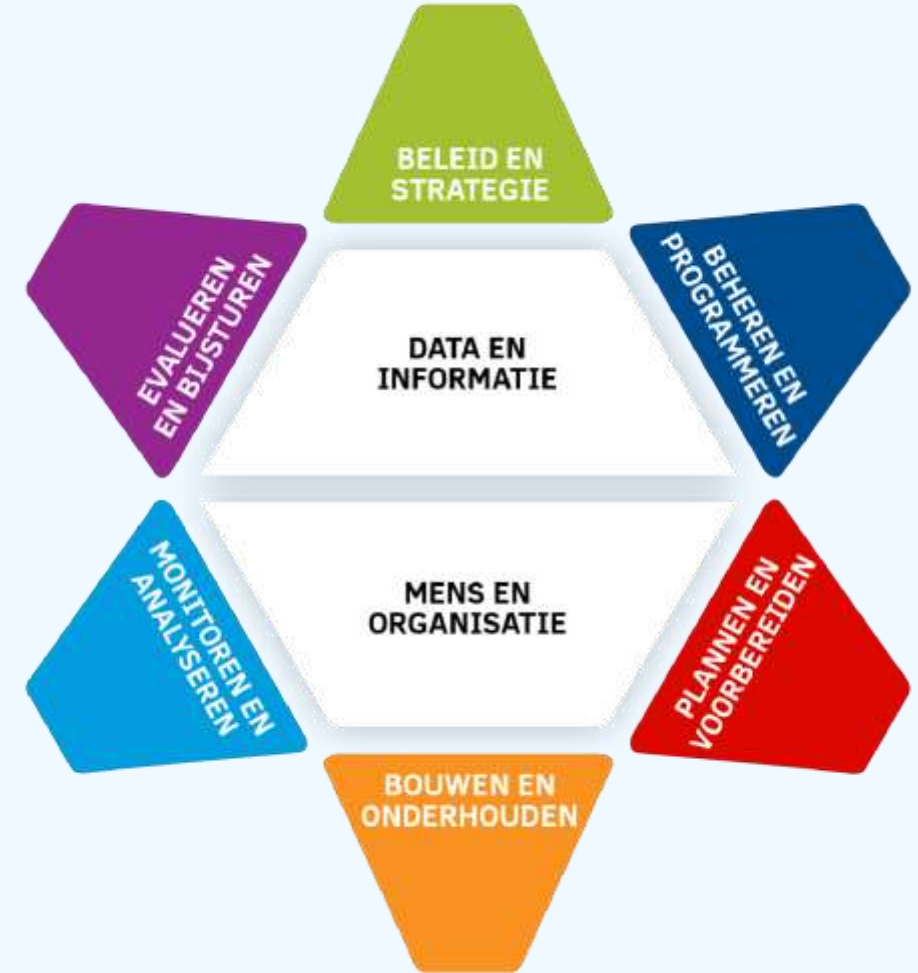 BELEID EN
STRATEGIE
BEHEREN EN
PROGRAMMEREN
PLANNEN EN
VOORBEREIDEN
BOUWEN EN
ONDERHOUDEN
MONITOREN EN
ANALYSEREN
EVALUEREN
EN BIJSTUREN
DATA EN
INFORMATIE
MENS EN
ORGANISATIE